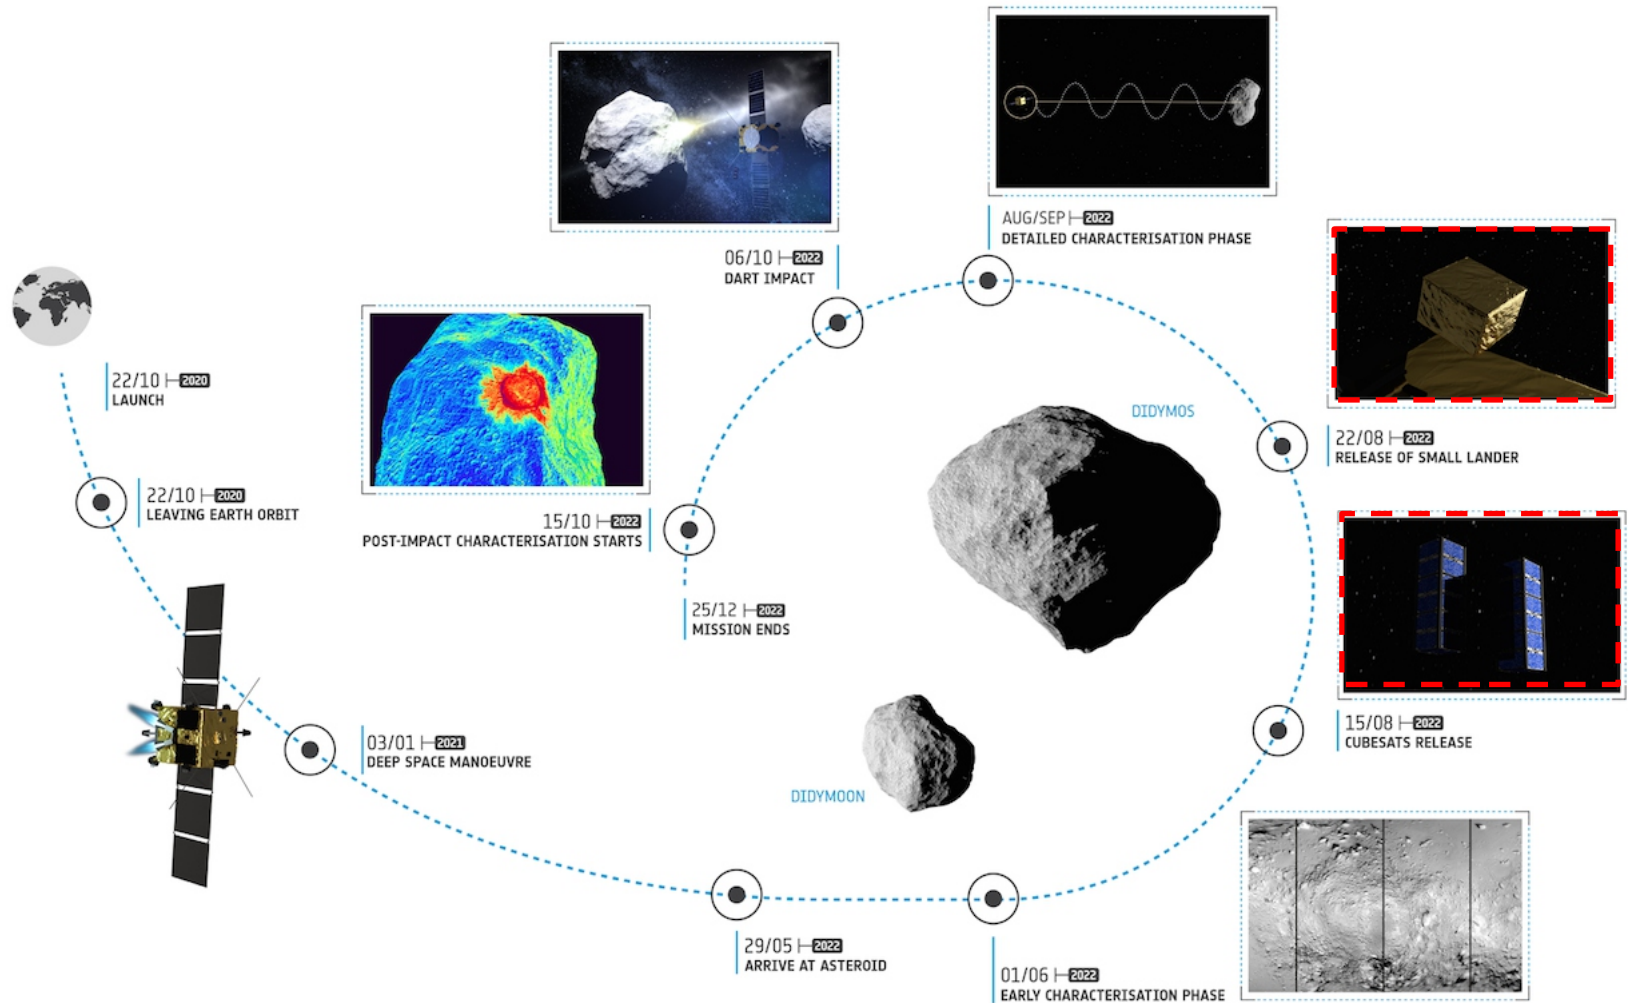 22/10 2020
LAUNCH
22/10 2020
LEAVING EARTH ORBIT
03/01 2021
DEEP SPACE MANOEUVRE
29/05 2022
ARRIVE AT ASTEROID
01/06 2022
EARLY CHARACTERISATION PHASE
15/08 2022
CUBESATS RELEASE
22/08 2022
RELEASE OF SMALL LANDER
AUG/SEP 2022
DETAILED CHARACTERISATION PHASE
06/10 2022
DART IMPACT
15/10 2022
POST-IMPACT CHARACTERISATION STARTS
25/12 2022
MISSION ENDS
DIDYMOS
DIDYMOON